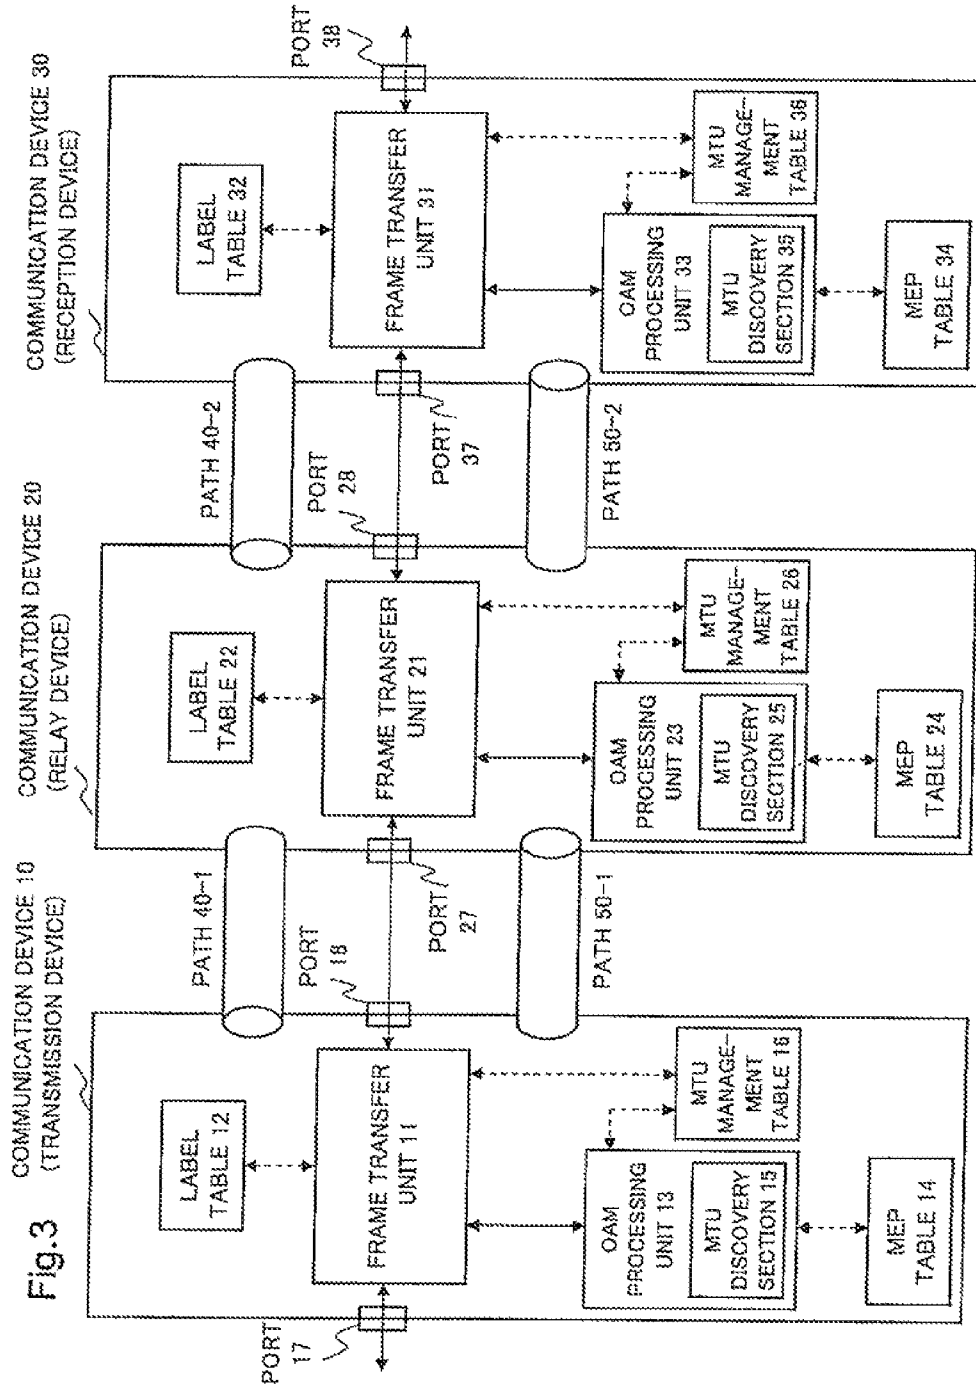 Fig.3
COMMUNICATION DEVICE 10
(TRANSMISSION DEVICE)
COMMUNICATION DEVICE 20
(RELAY DEVICE)
COMMUNICATION DEVICE 30
(RECEPTION DEVICE)
PORT
17
LABEL
TABLE 12
FRAME TRANSFER
UNIT 11
OAM
PROCESSING
UNIT 13
MTU
DISCOVERY
SECTION 15
MEP
TABLE 14
MTU
MANAGE-
MENT
TABLE 16
PORT
18
PATH 40-1
PATH 50-1
PORT
27
LABEL
TABLE 22
FRAME TRANSFER
UNIT 21
OAM
PROCESSING
UNIT 23
MTU
DISCOVERY
SECTION 25
MEP
TABLE 24
MTU
MANAGE-
MENT
TABLE 26
PORT
28
PATH 40-2
PATH 50-2
PORT
37
LABEL
TABLE 32
FRAME TRANSFER
UNIT 31
OAM
PROCESSING
UNIT 33
MTU
DISCOVERY
SECTION 35
MEP
TABLE 34
MTU
MANAGE-
MENT
TABLE 36
PORT
38